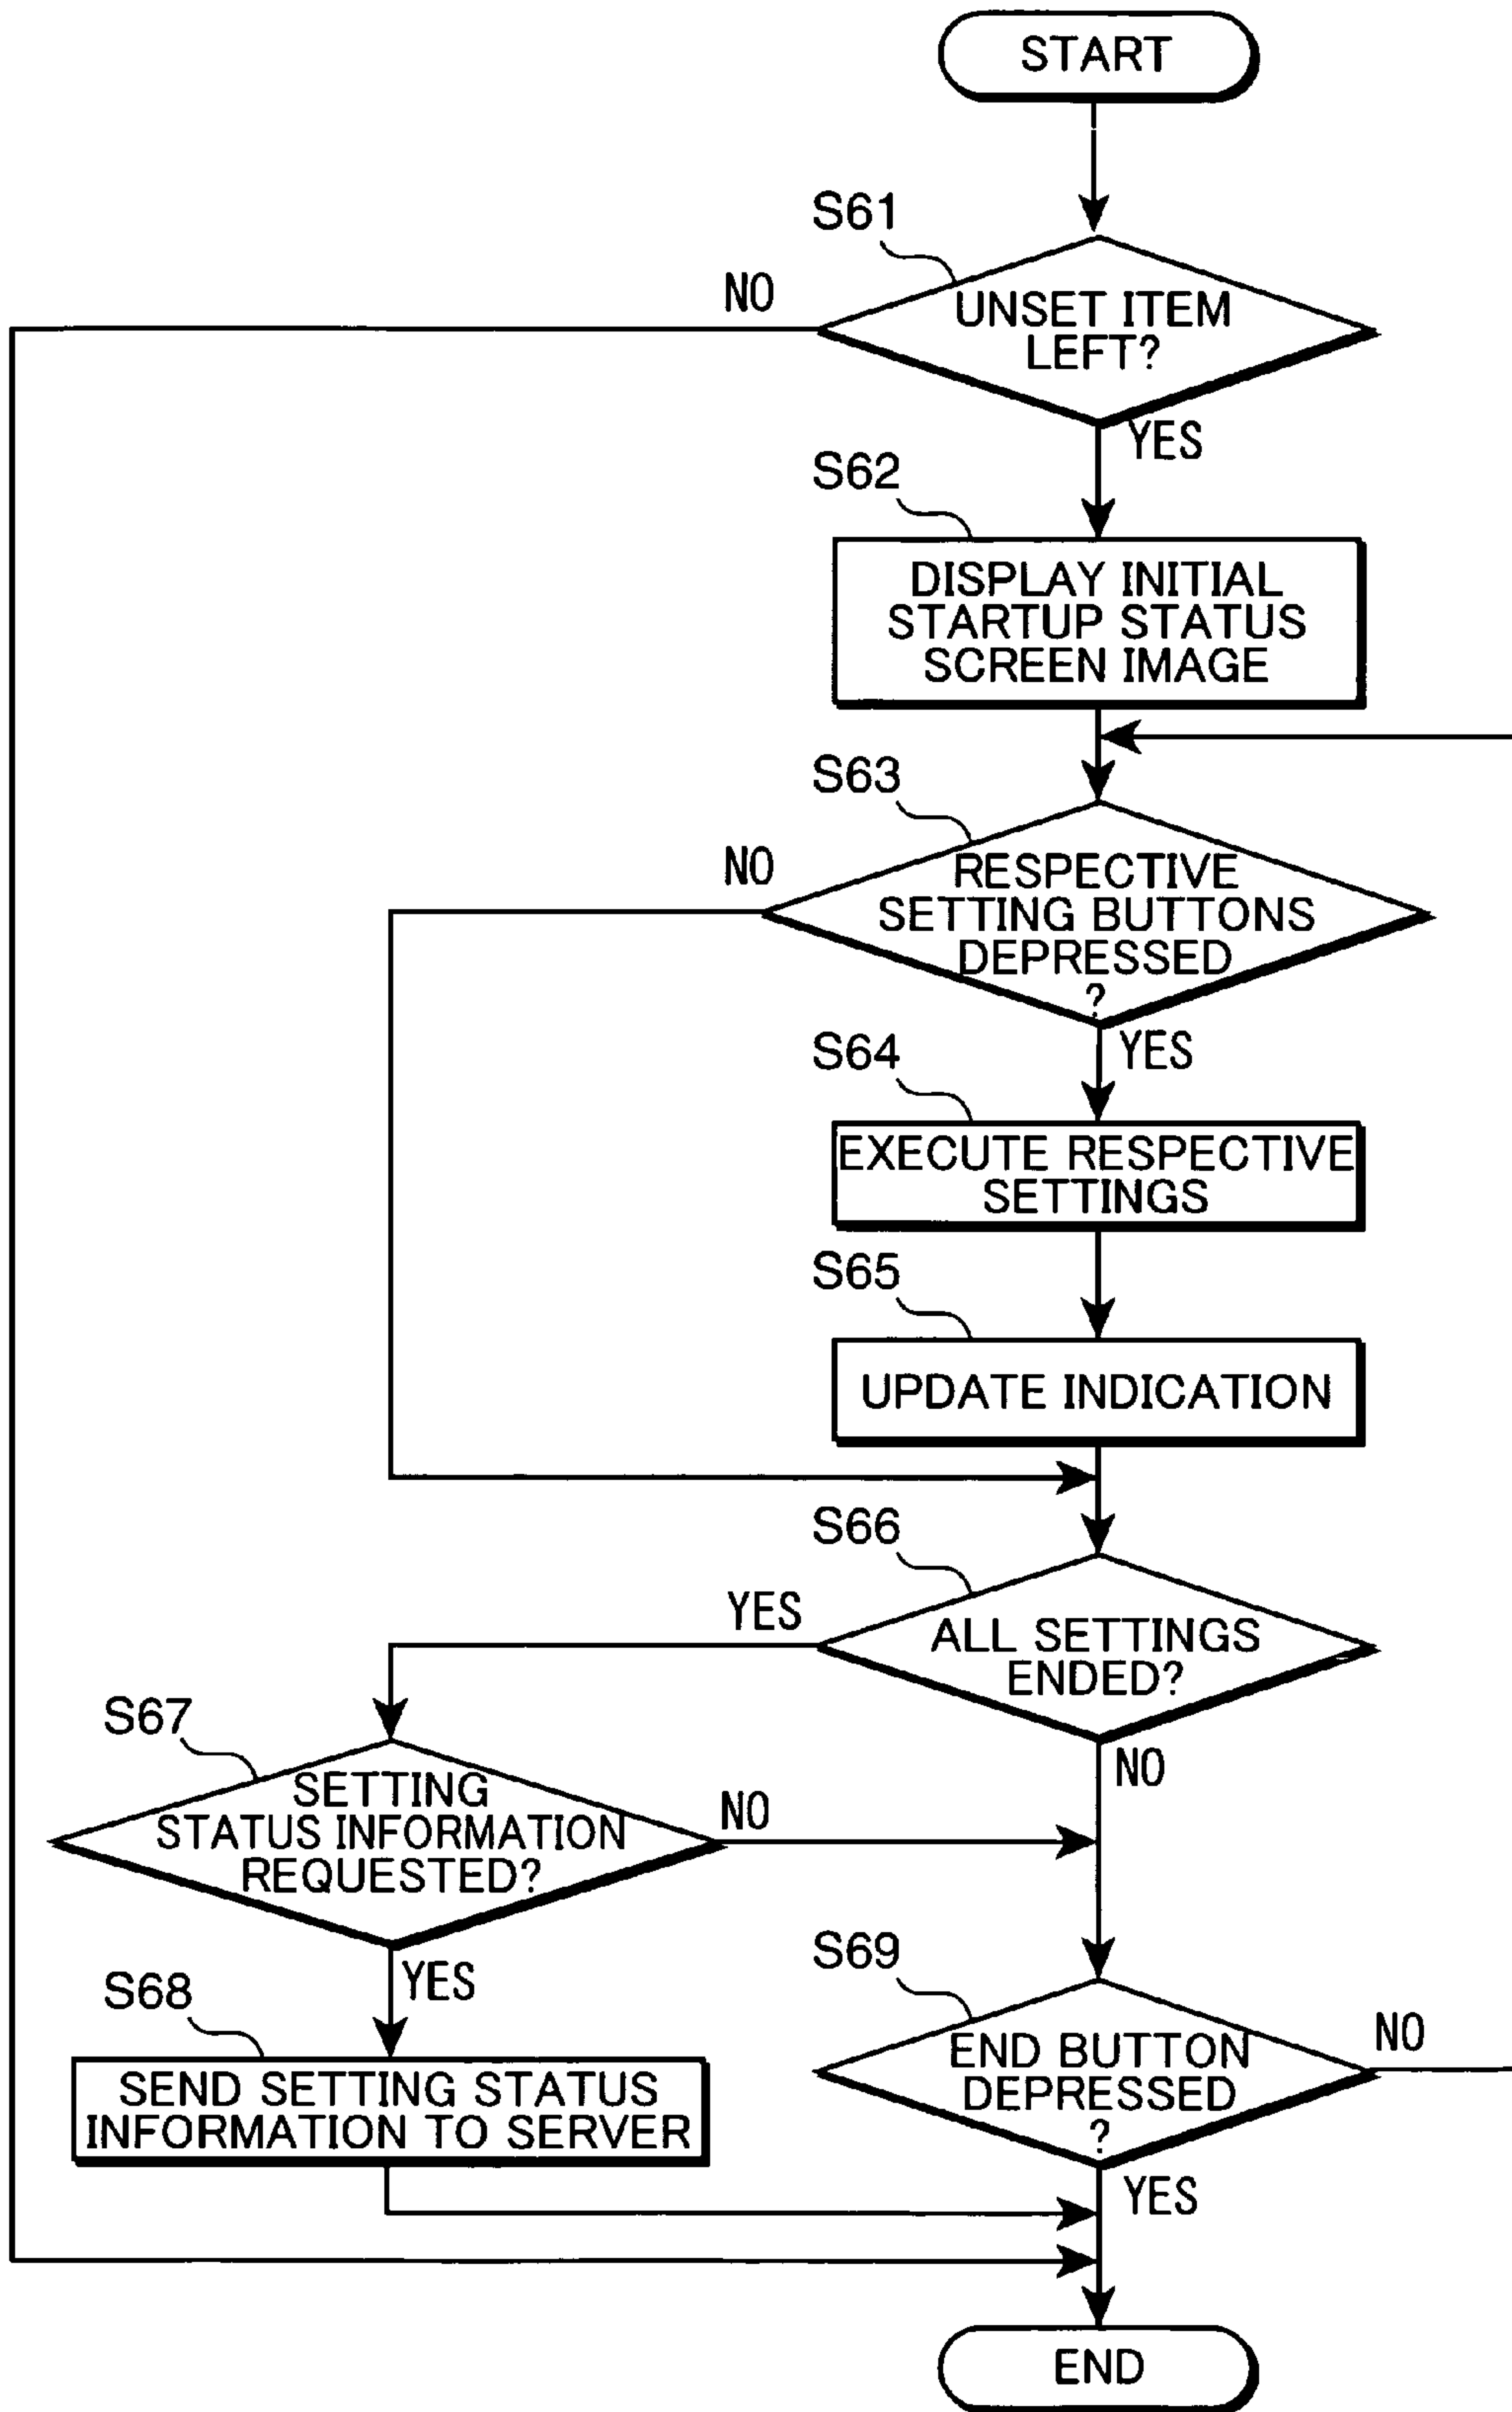 START
S61
NO
UNSET ITEM
LEFT?
YES
S62
DISPLAY INITIAL
STARTUP STATUS
SCREEN IMAGE
S63
NO
RESPECTIVE
SETTING BUTTONS
DEPRESSED
?
YES
S64
EXECUTE RESPECTIVE
SETTINGS
S65
UPDATE INDICATION
S66
YES
ALL SETTINGS
ENDED?
NO
S67
SETTING
STATUS INFORMATION
REQUESTED?
NO
YES
S68
SEND SETTING STATUS
INFORMATION TO SERVER
S69
END BUTTON
DEPRESSED
?
NO
YES
END